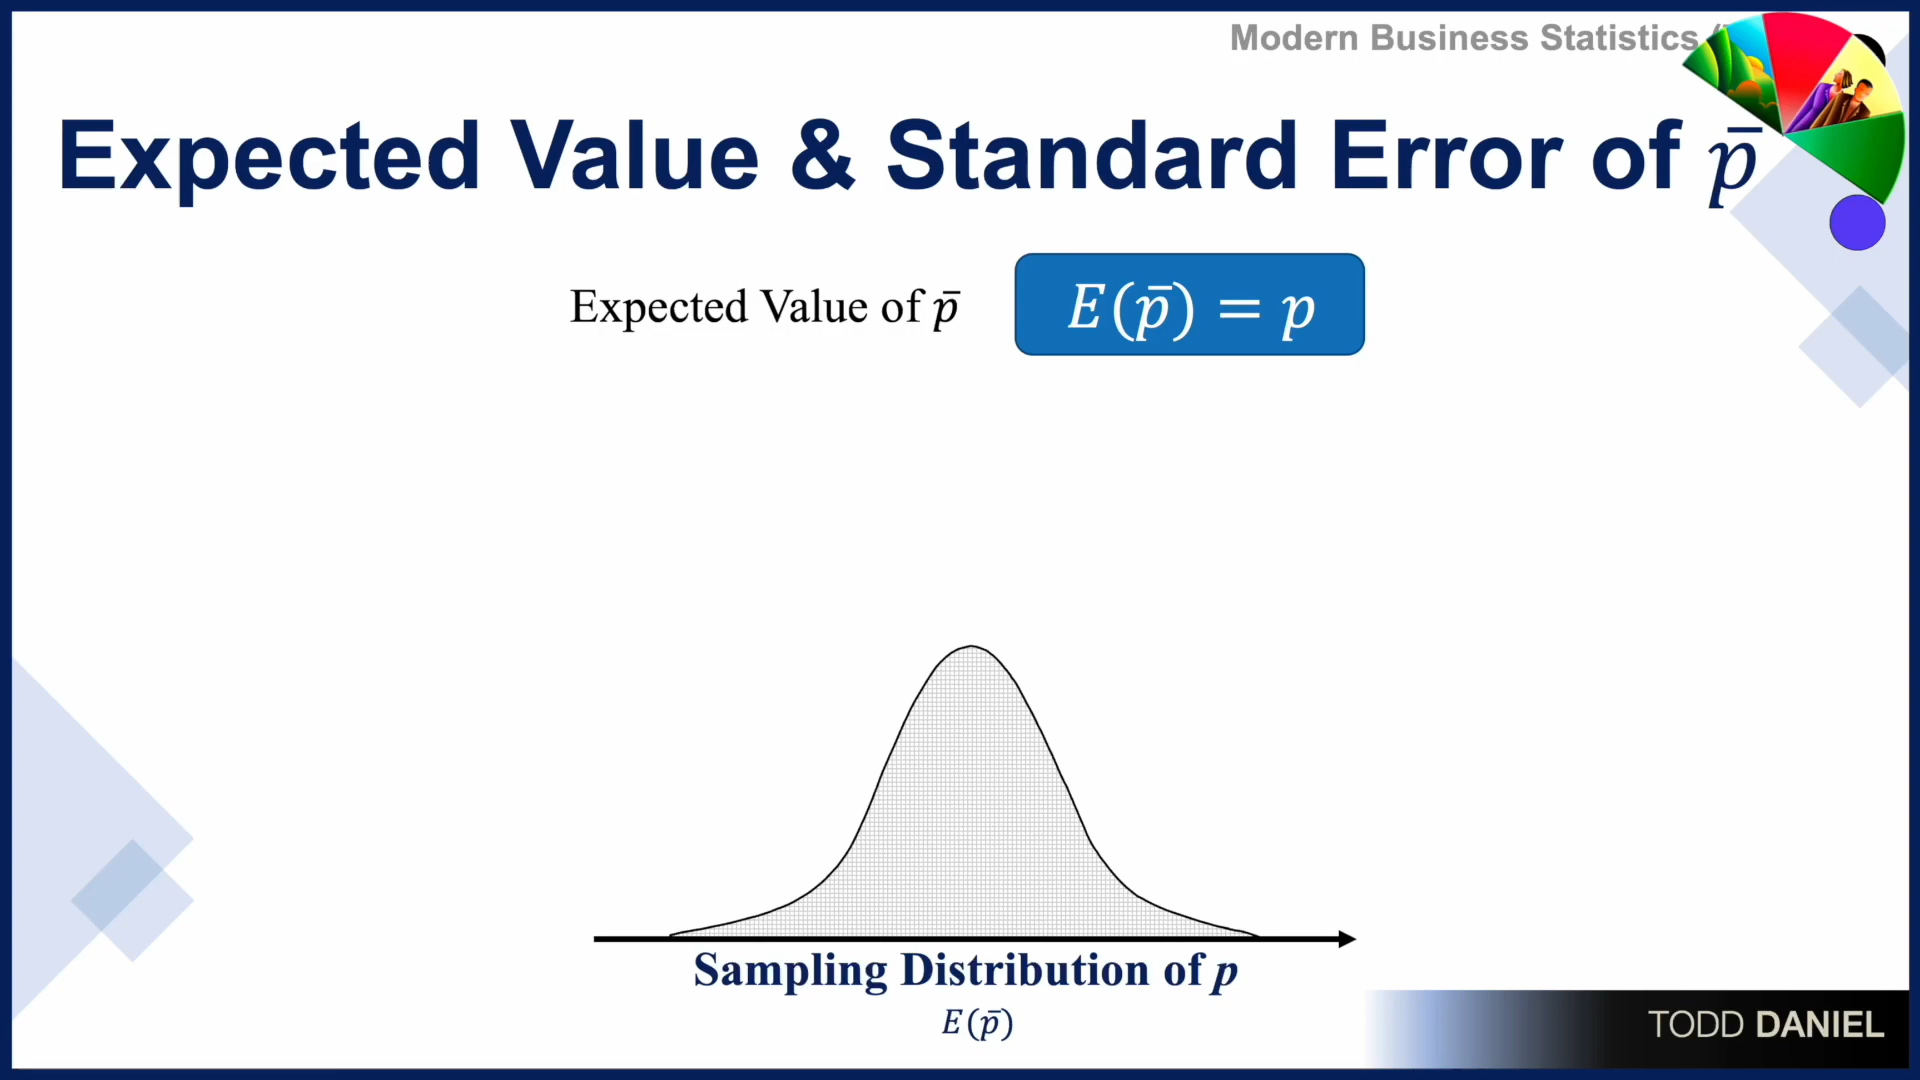 Modern Business Statistics
Expected Value & Standard Error of p̄
Expected Value of p̄
E(p̄) = p
Sampling Distribution of p
E(p̄)
TODD DANIEL